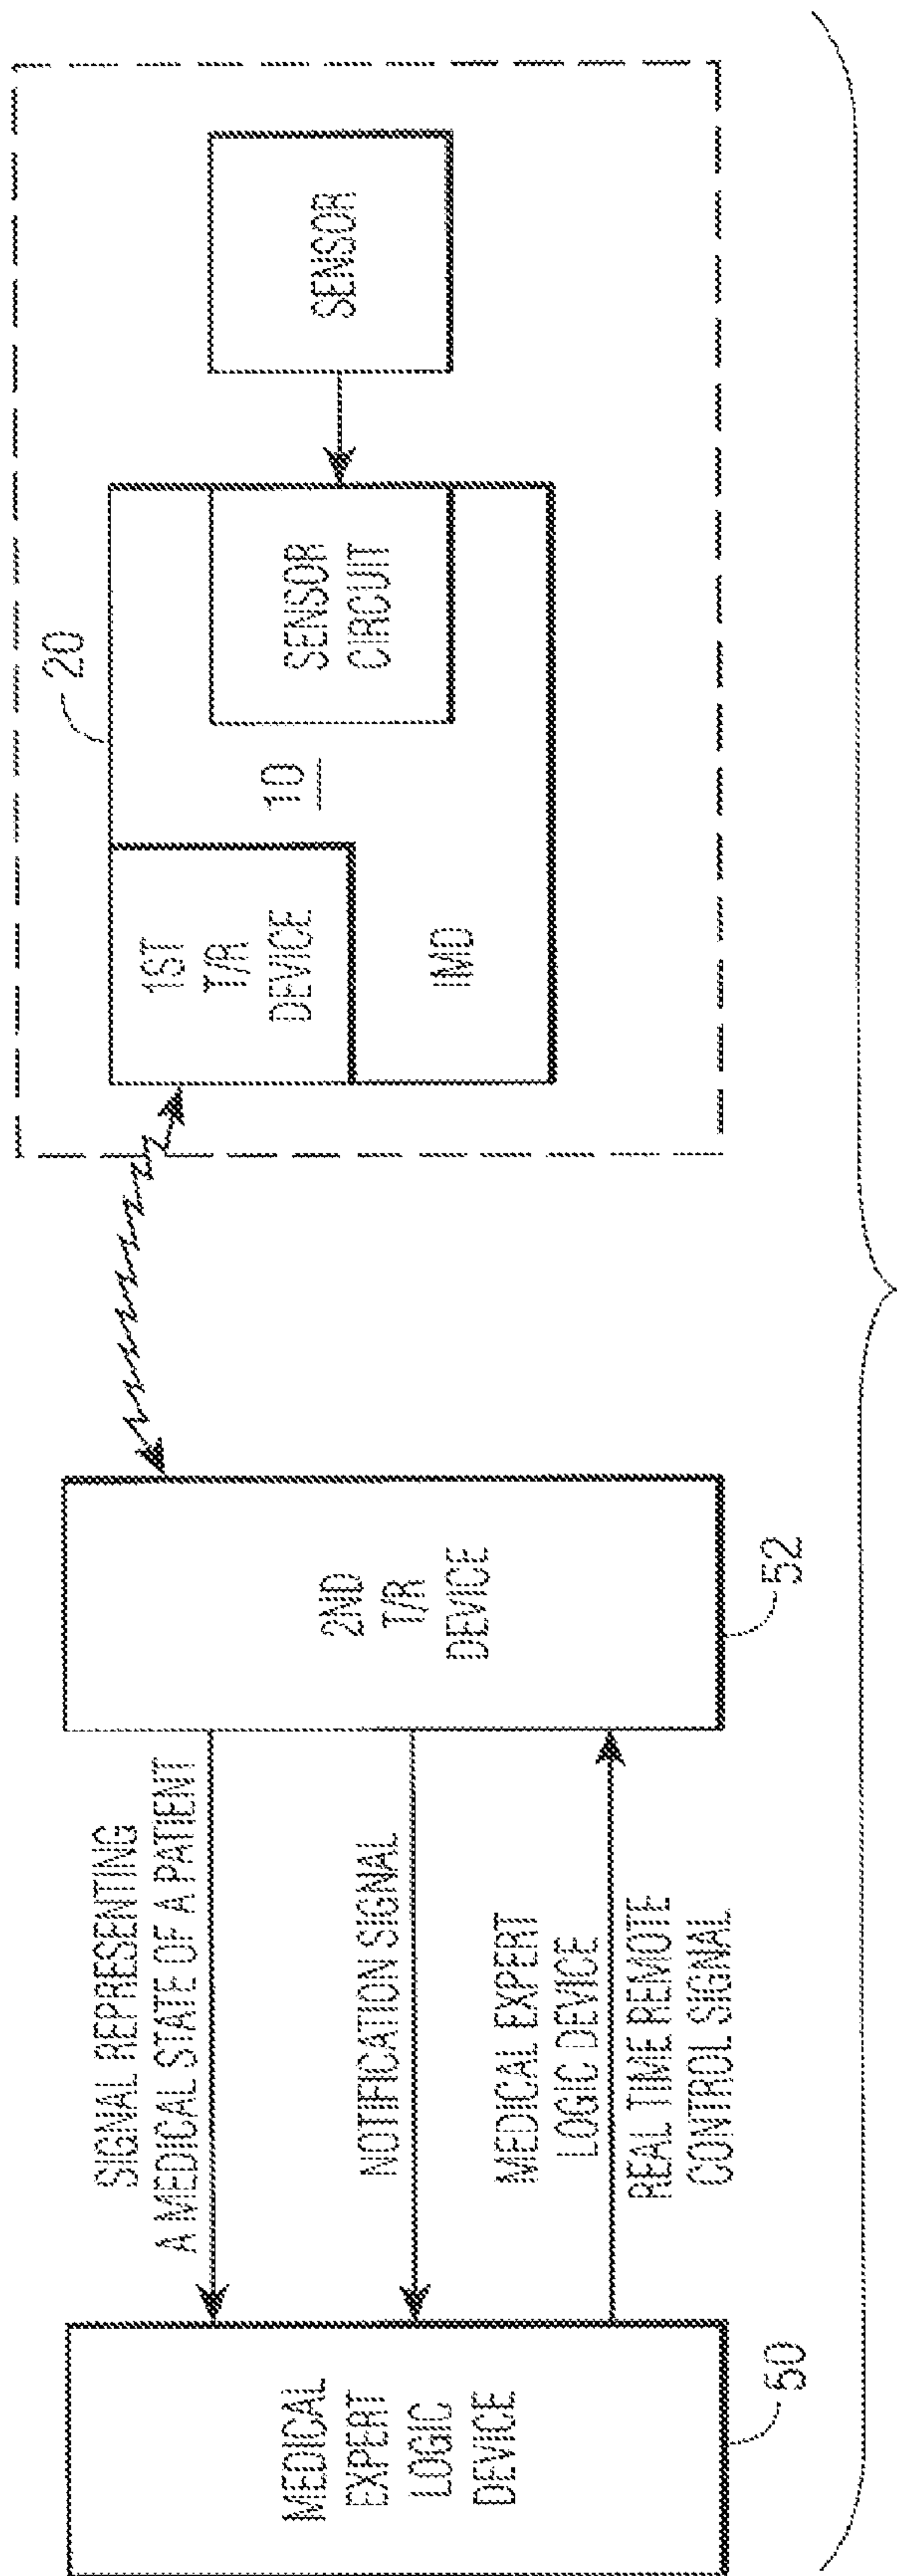 MEDICAL
EXPERT
LOGIC
DEVICE
50
SIGNAL REPRESENTING
A MEDICAL STATE OF A PATIENT
NOTIFICATION SIGNAL
MEDICAL EXPERT
LOGIC DEVICE
REAL TIME REMOTE
CONTROL SIGNAL
2ND
T/R
DEVICE
52
1ST
T/R
DEVICE
IMD
10
20
SENSOR
CIRCUIT
SENSOR